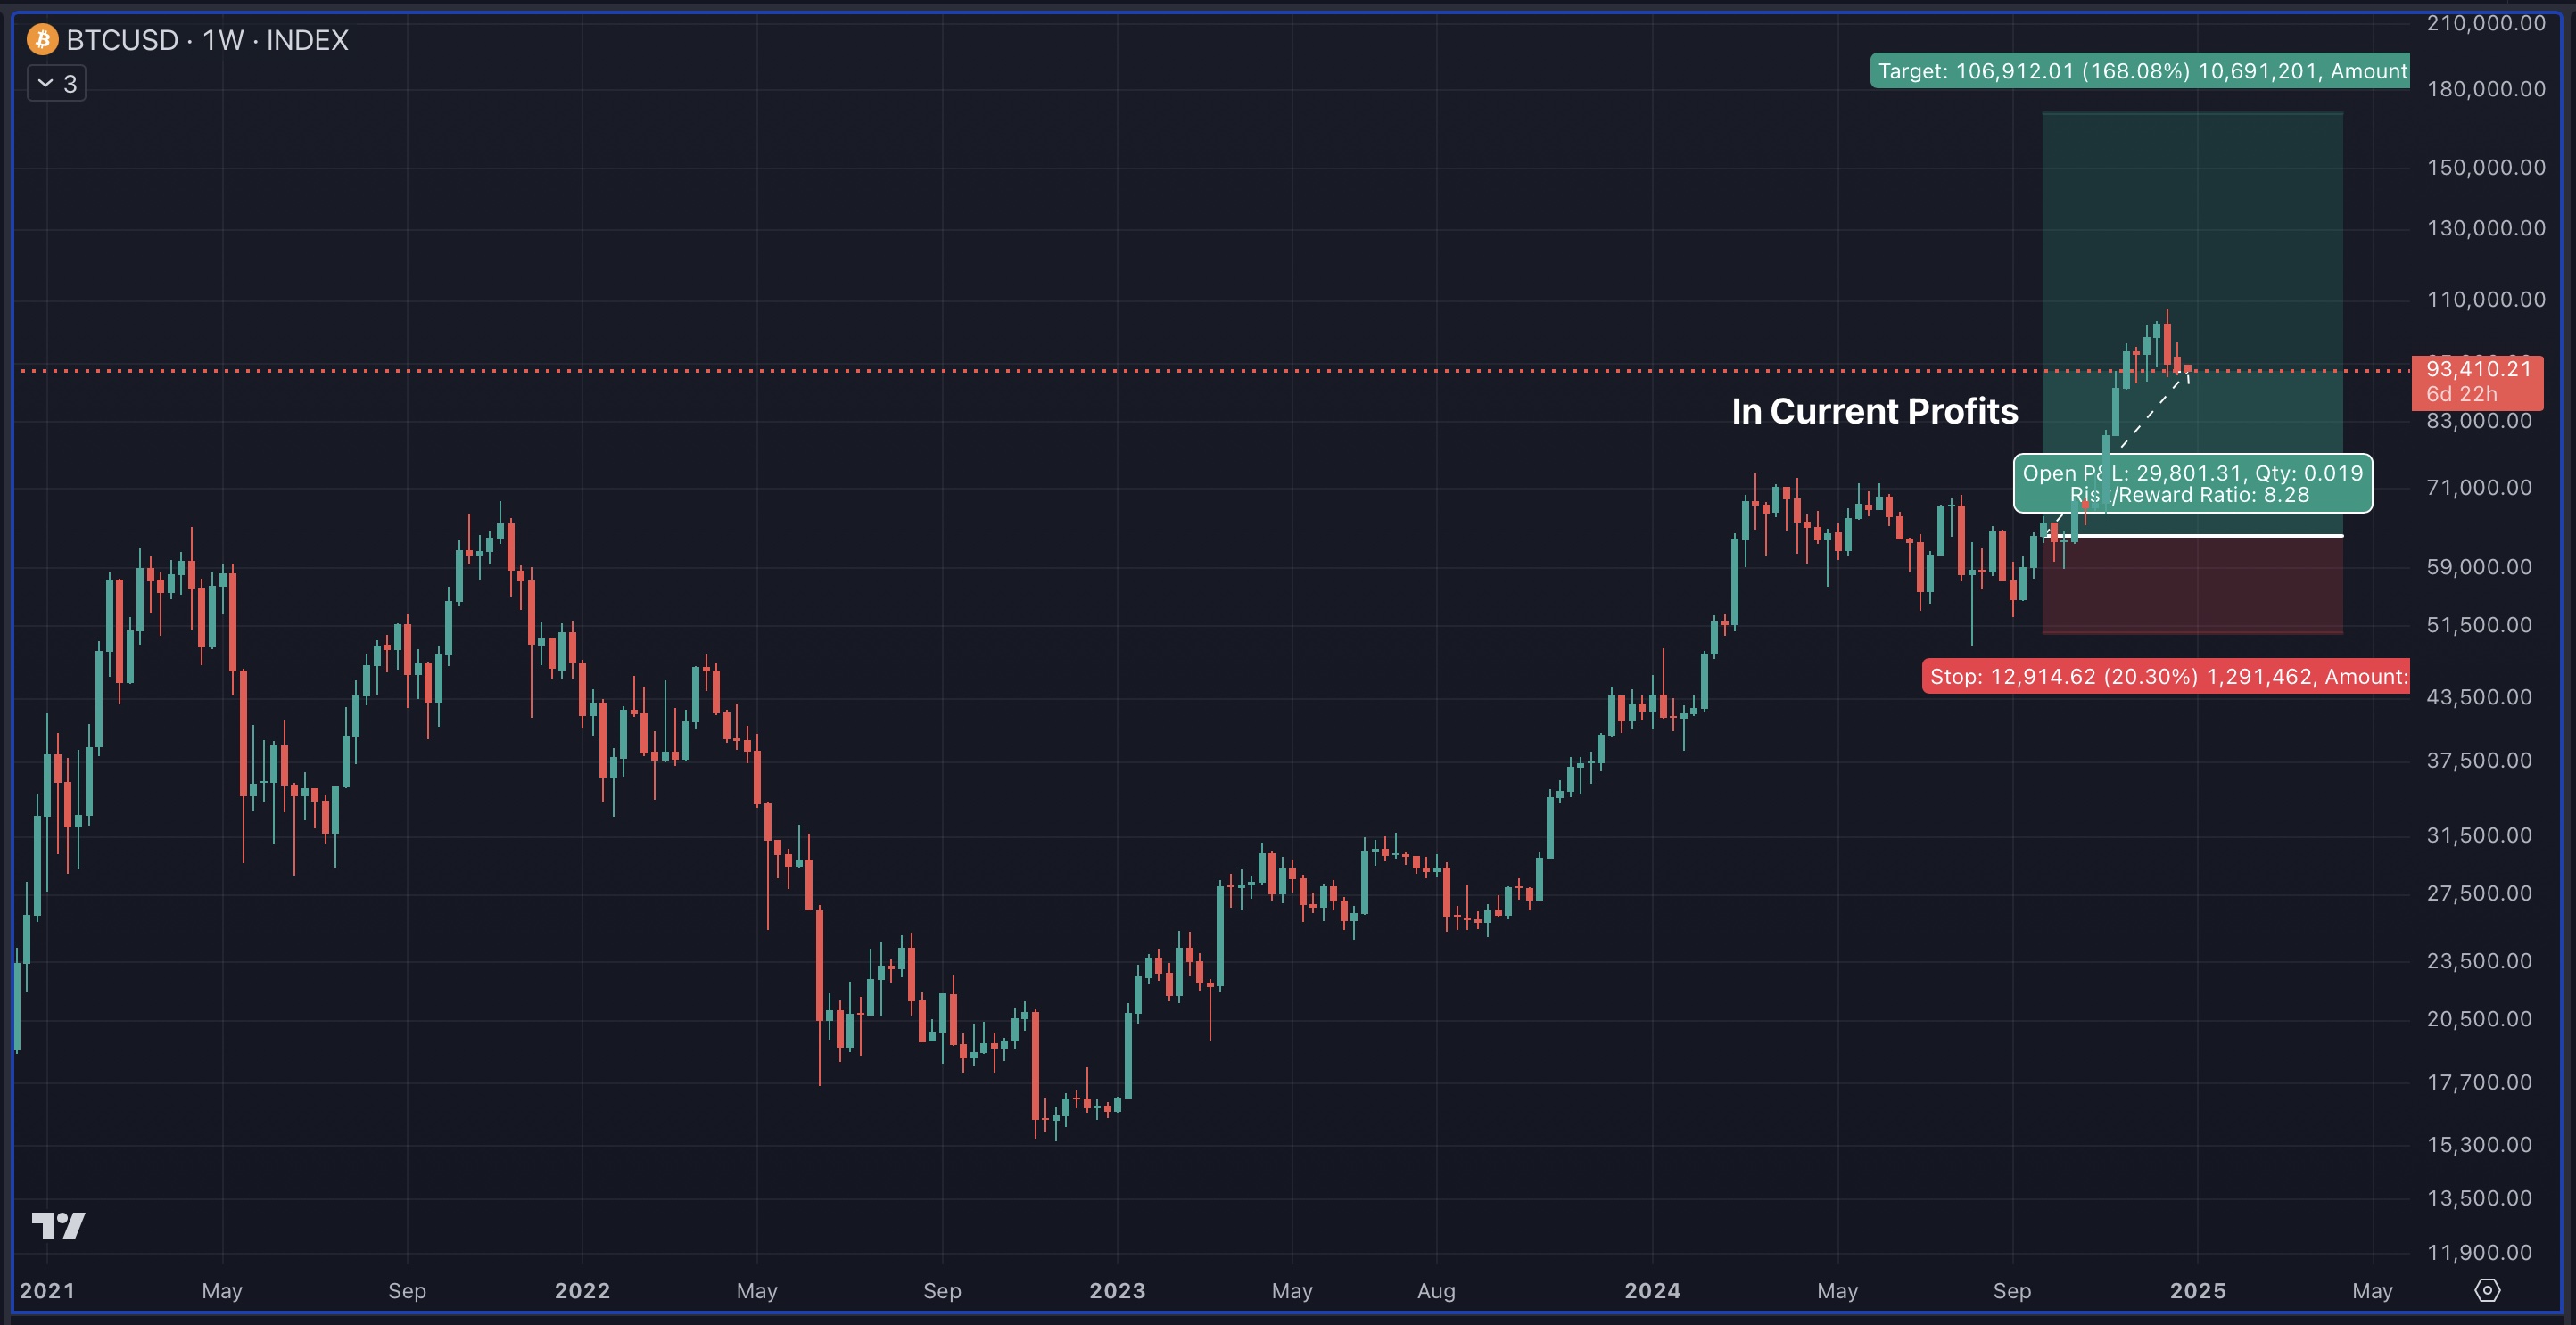 BTCUSD · 1W · INDEX
3
Target: 106,912.01 (168.08%) 10,691,201, Amount
In Current Profits
Open P&L: 29,801.31, Qty: 0.019
Risk/Reward Ratio: 8.28
Stop: 12,914.62 (20.30%) 1,291,462, Amount:
210,000.00
180,000.00
150,000.00
130,000.00
110,000.00
93,410.21
6d 22h
83,000.00
71,000.00
59,000.00
51,500.00
43,500.00
37,500.00
31,500.00
27,500.00
23,500.00
20,500.00
17,700.00
15,300.00
13,500.00
11,900.00
2021 May Sep 2022 May Sep 2023 May Aug 2024 May Sep 2025 May